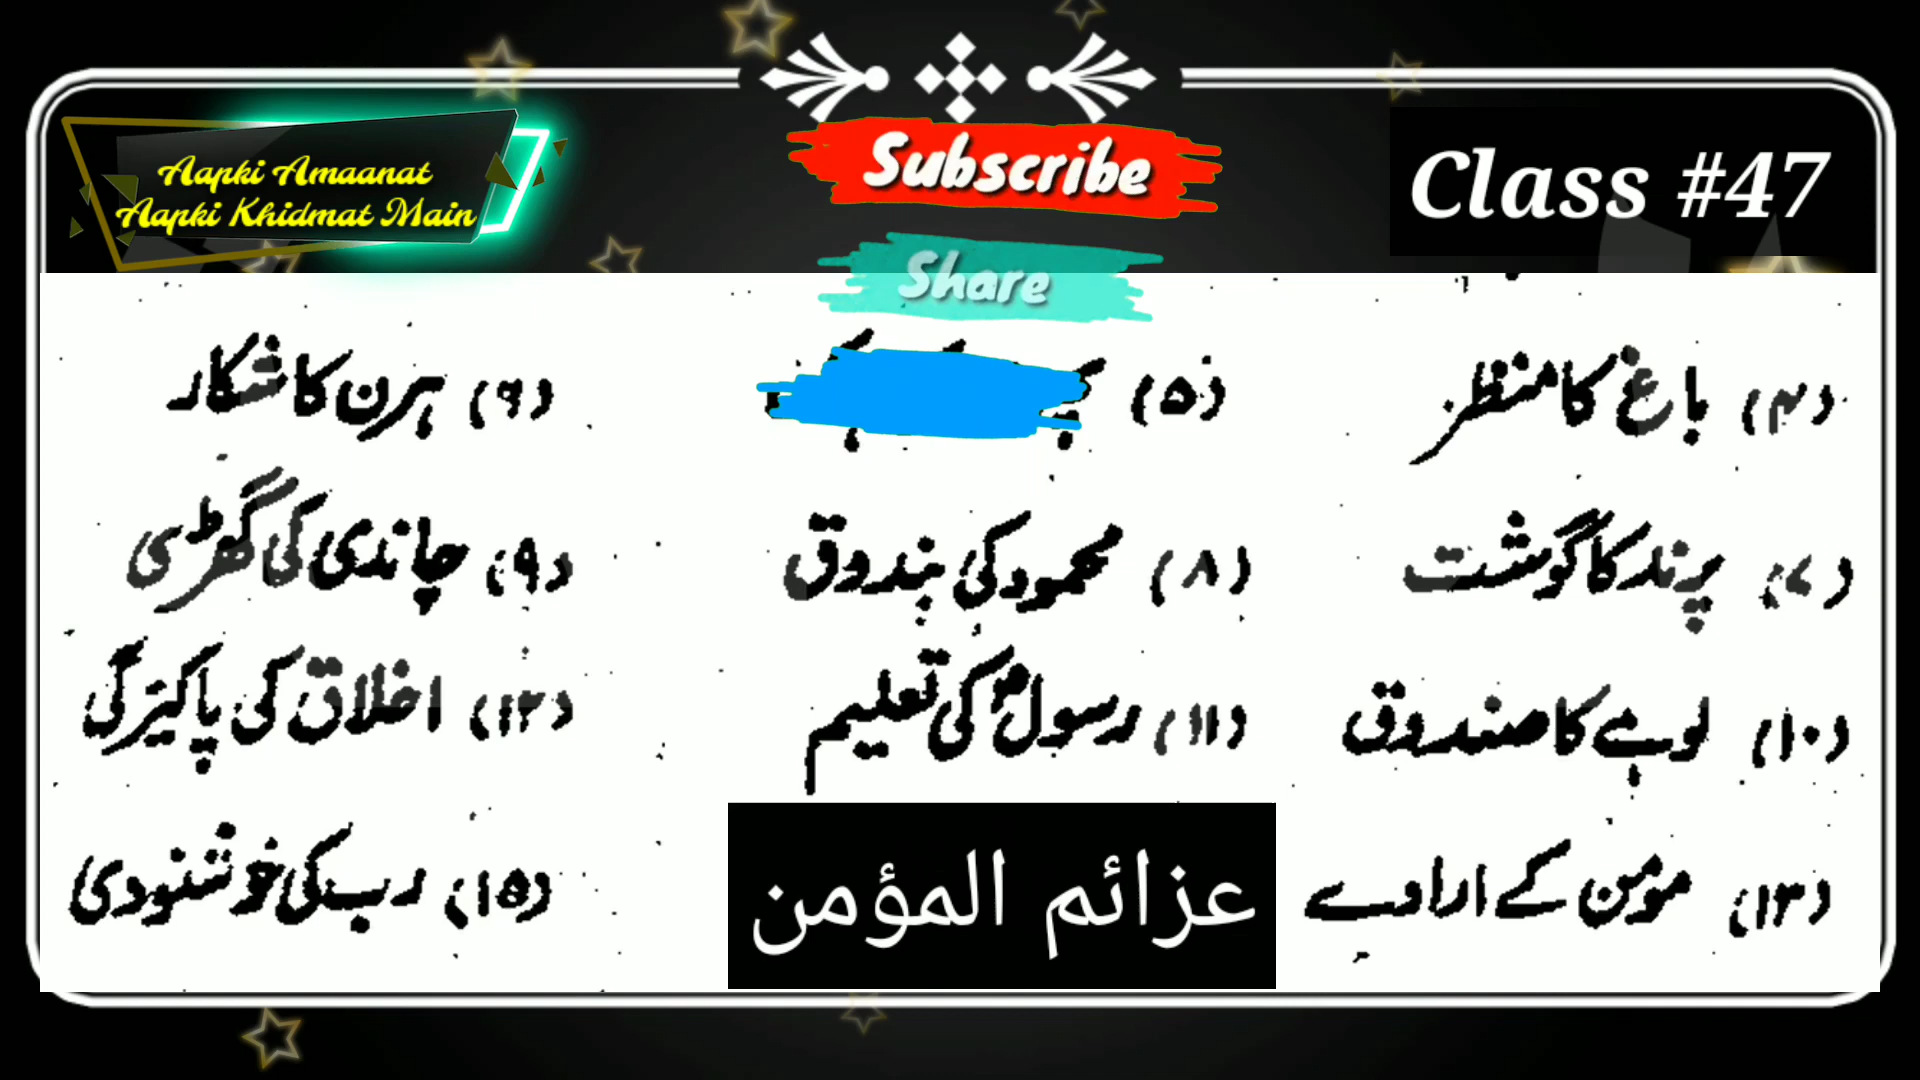 Aapki Amaanat
Aapki Khidmat Main
Subscribe
Share
Class #47
(۴) باغ کا منظر (۵) (۶) ہرن کا شکار
(۷) پرند کا گوشت (۸) محمود کی بندوق (۹) چاندی کی گھڑی
(۱۰) لوہے کا صندوق (۱۱) رسولؐ کی تعلیم (۱۲) اخلاق کی پاکیزگی
(۱۳) مومن کے ارادے عزائم المؤمن (۱۵) رب کی خوشنودی